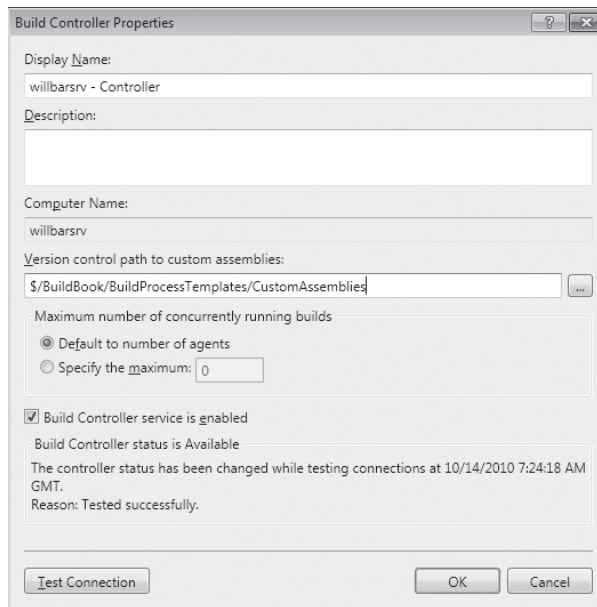 Build Controller Properties
Display Name:
willbarsrv - Controller
Description:
Computer Name:
willbarsrv
Version control path to custom assemblies:
$/BuildBook/BuildProcessTemplates/CustomAssemblies
...
Maximum number of concurrently running builds
Default to number of agents
Specify the maximum: 0
Build Controller service is enabled
Build Controller status is Available
The controller status has been changed while testing connections at 10/14/2010 7:24:18 AM
GMT.
Reason: Tested successfully.
Test Connection OK Cancel